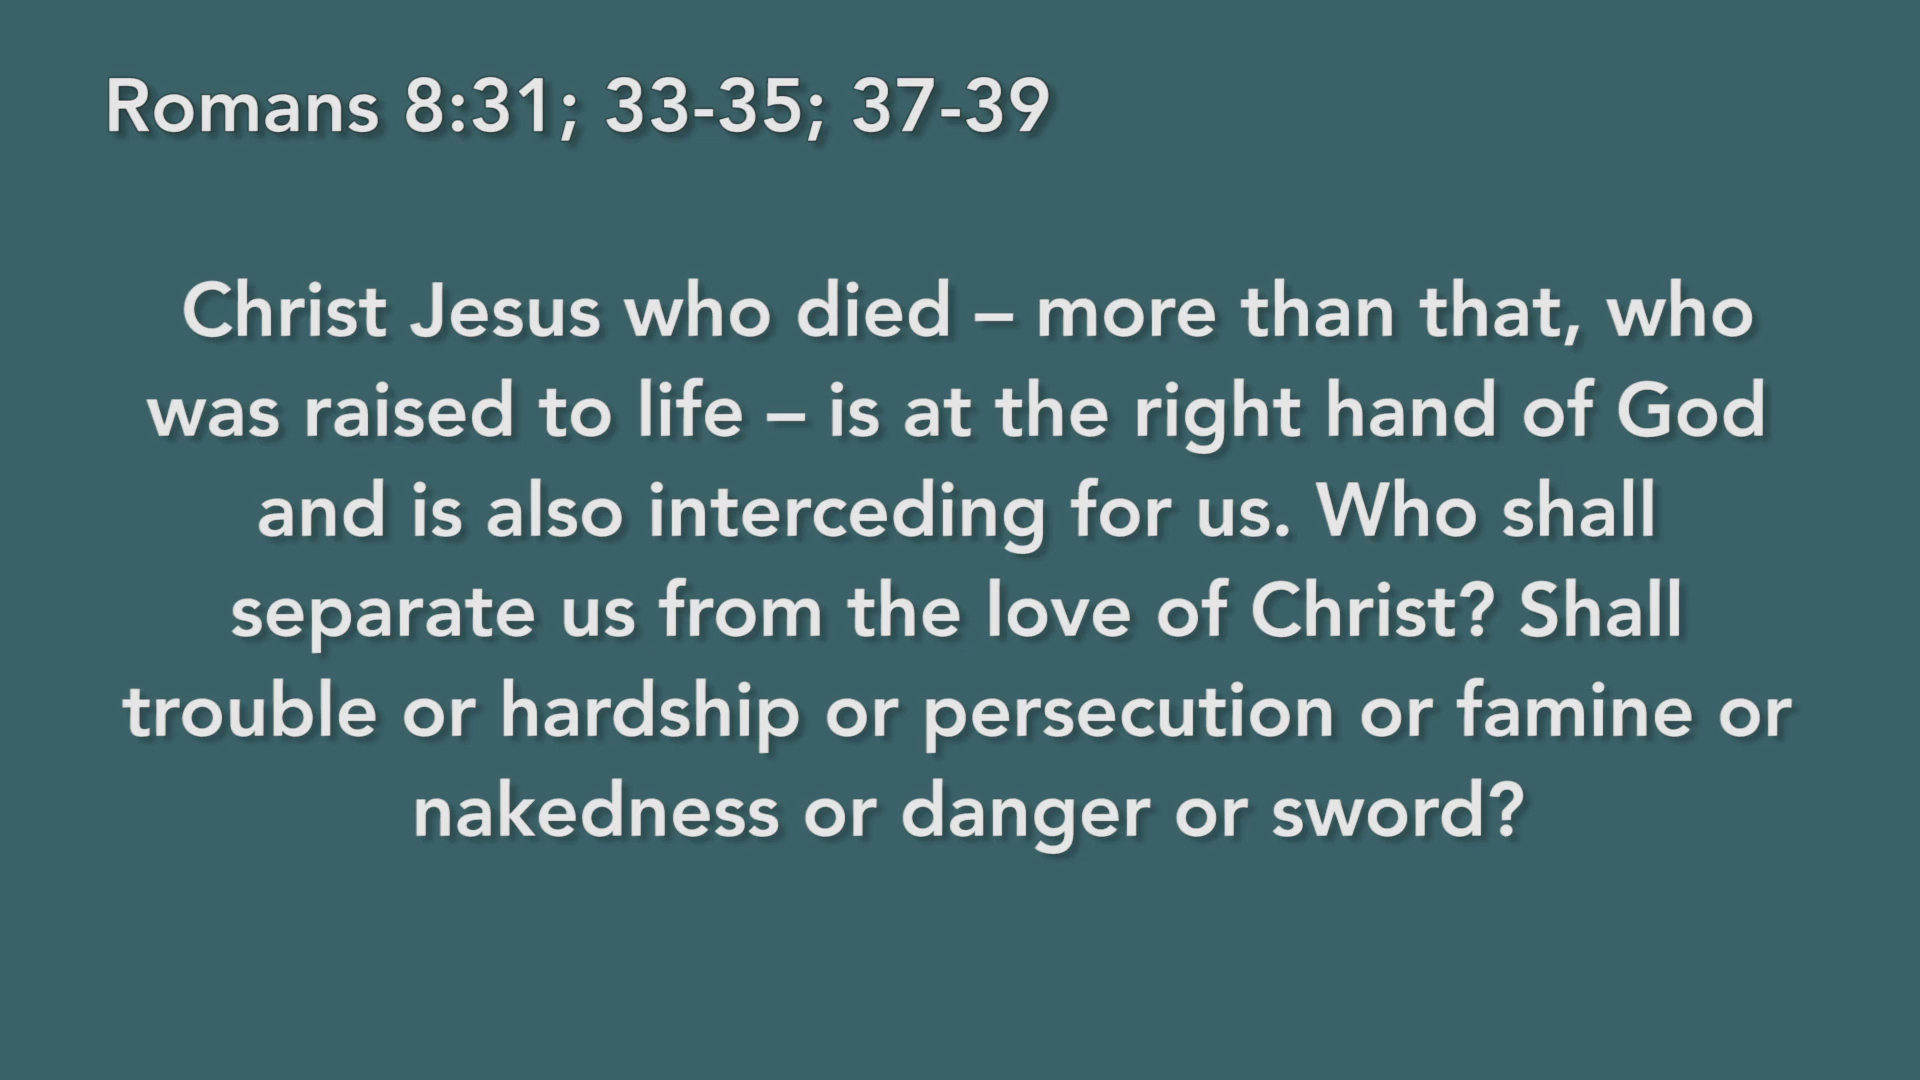 Romans 8:31; 33-35; 37-39
Christ Jesus who died – more than that, who
was raised to life – is at the right hand of God
and is also interceding for us. Who shall
separate us from the love of Christ? Shall
trouble or hardship or persecution or famine or
nakedness or danger or sword?